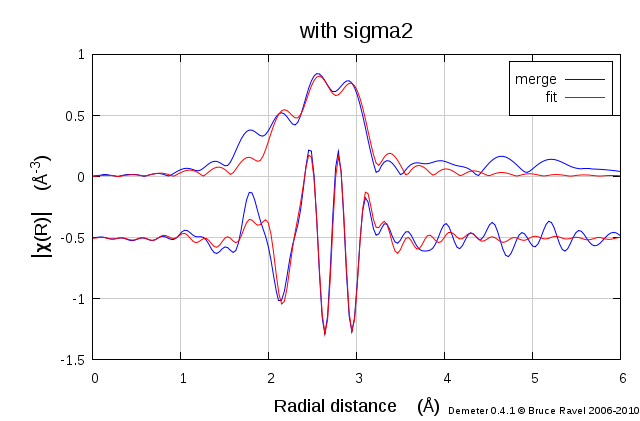 with sigma2
merge
fit
1
0.5
0
-0.5
-1
-1.5
|χ(R)| (Å-3)
0 1 2 3 4 5 6
Radial distance (Å)
Demeter 0.4.1 © Bruce Ravel 2006-2010